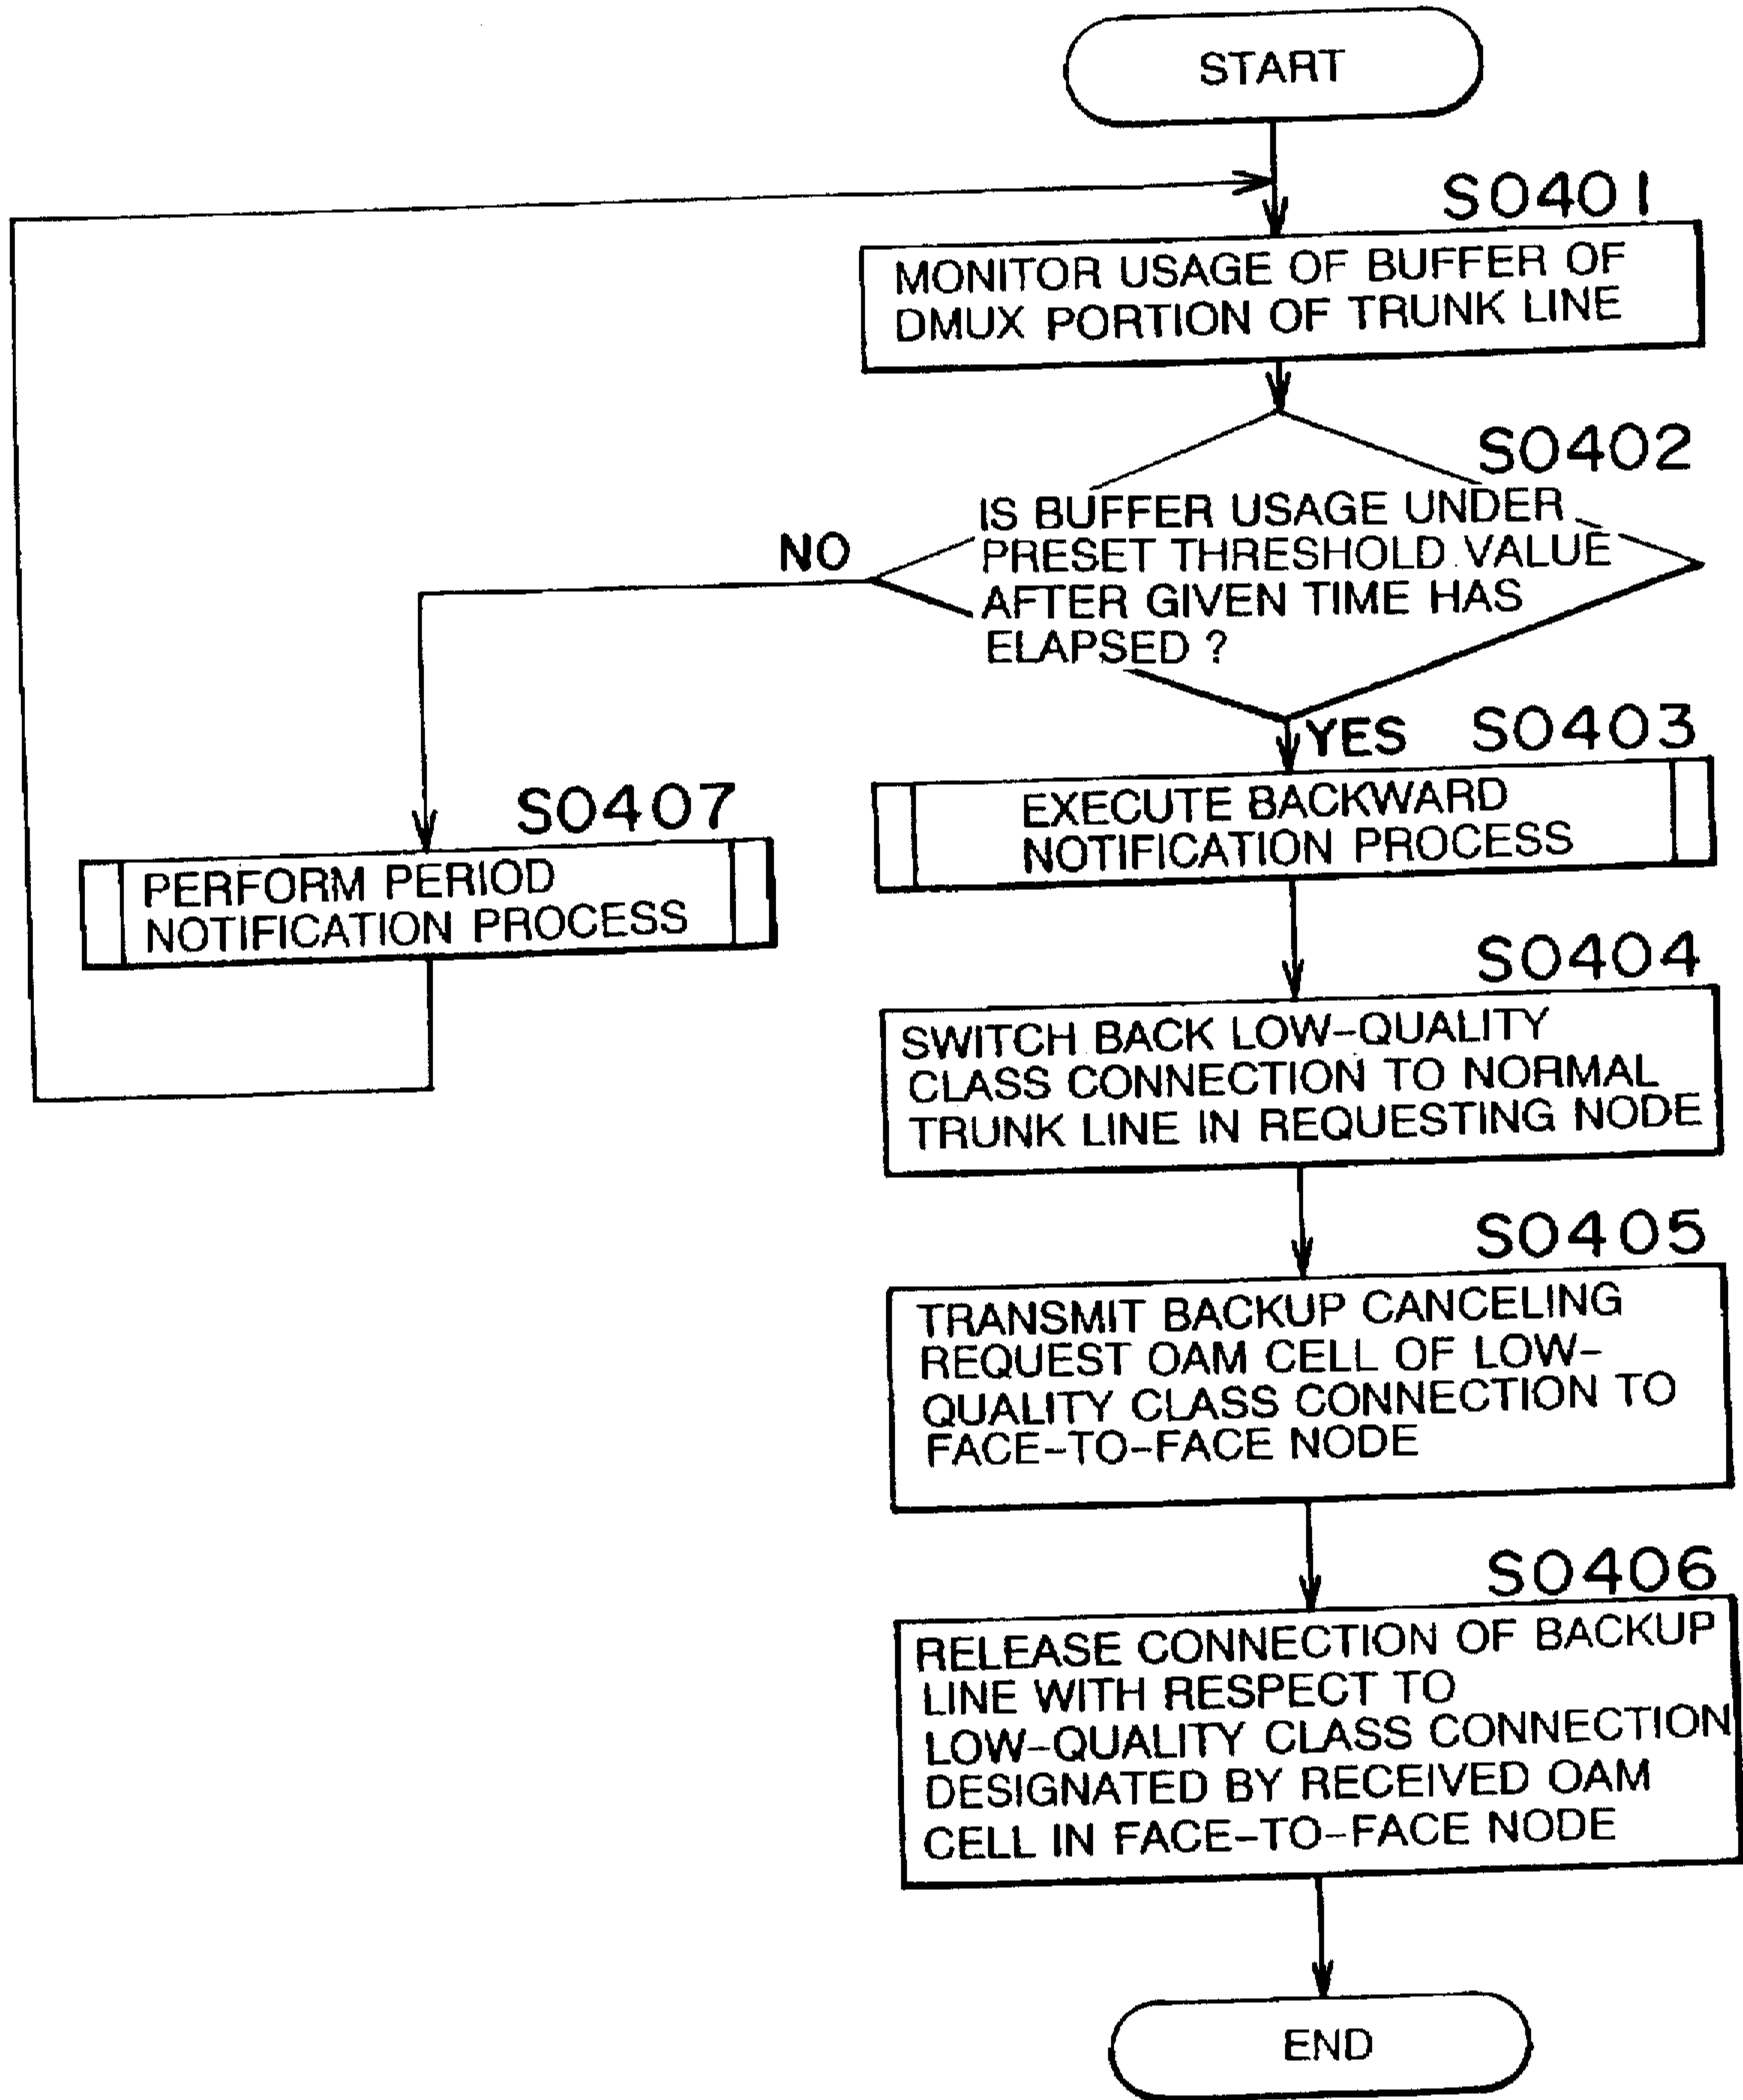 START
S0401
MONITOR USAGE OF BUFFER OF
DMUX PORTION OF TRUNK LINE
S0402
IS BUFFER USAGE UNDER
PRESET THRESHOLD VALUE
AFTER GIVEN TIME HAS
ELAPSED ?
NO
YES
S0403
EXECUTE BACKWARD
NOTIFICATION PROCESS
S0407
PERFORM PERIOD
NOTIFICATION PROCESS
S0404
SWITCH BACK LOW-QUALITY
CLASS CONNECTION TO NORMAL
TRUNK LINE IN REQUESTING NODE
S0405
TRANSMIT BACKUP CANCELING
REQUEST OAM CELL OF LOW-
QUALITY CLASS CONNECTION TO
FACE-TO-FACE NODE
S0406
RELEASE CONNECTION OF BACKUP
LINE WITH RESPECT TO
LOW-QUALITY CLASS CONNECTION
DESIGNATED BY RECEIVED OAM
CELL IN FACE-TO-FACE NODE
END